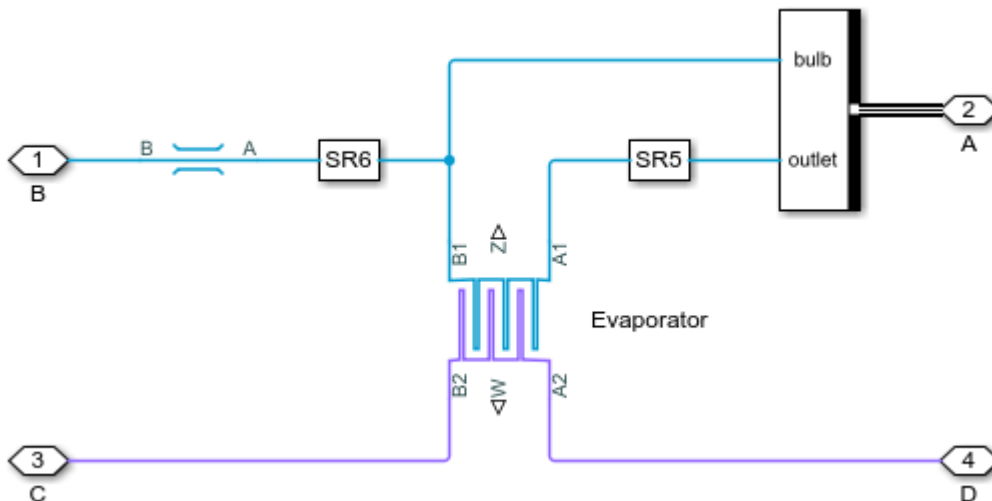 bulb
2
A
B
A
SR6
SR5
outlet
1
B
B1
Z
A1
Evaporator
B2
W
A2
3
C
4
D